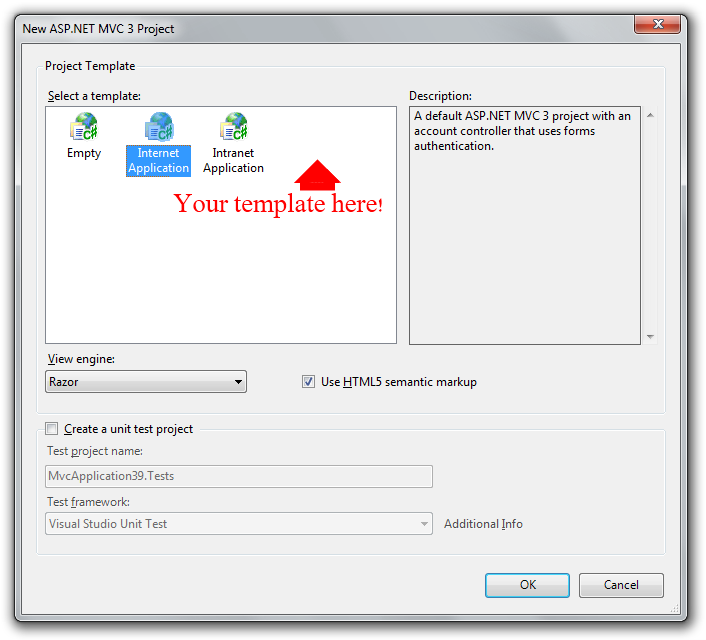 New ASP.NET MVC 3 Project
Project Template
Select a template:
Description:
Empty
Internet
Application
Intranet
Application
Your template here!
A default ASP.NET MVC 3 project with an
account controller that uses forms
authentication.
View engine:
Razor
Use HTML5 semantic markup
Create a unit test project
Test project name:
MvcApplication39.Tests
Test framework:
Visual Studio Unit Test
Additional Info
OK
Cancel